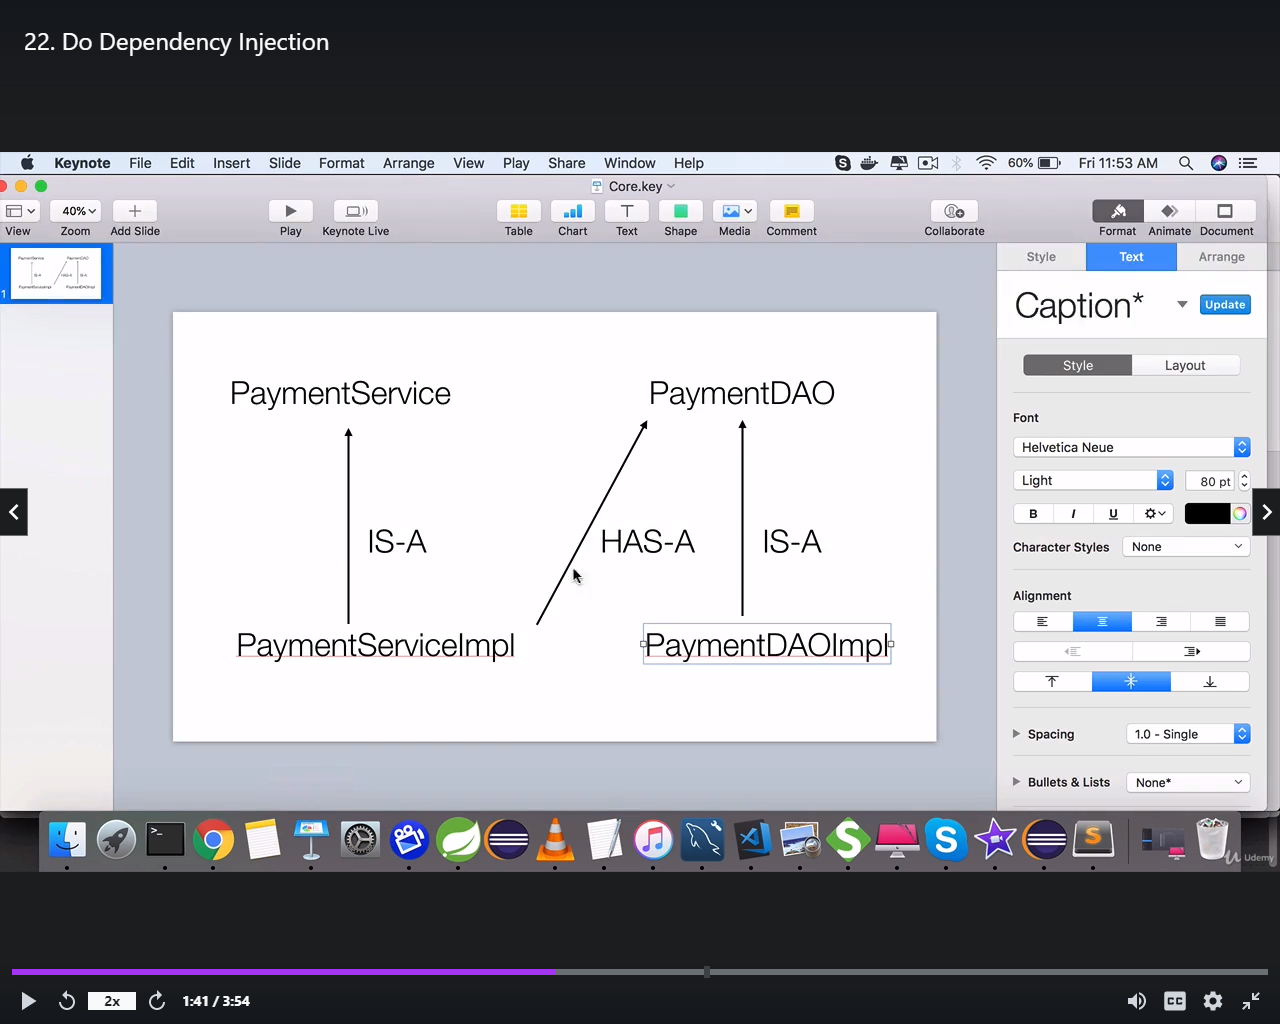 22. Do Dependency Injection
Keynote File Edit Insert Slide Format Arrange View Play Share Window Help 60% Fri 11:53 AM
Core.key
40%
View Zoom Add Slide Play Keynote Live Table Chart Text Shape Media Comment Collaborate Format Animate Document
Style Text Arrange
1
Caption* Update
Style Layout
Font
Helvetica Neue
Light 80 pt
B I U
Character Styles None
Alignment
Spacing 1.0 - Single
Bullets & Lists None*
PaymentService PaymentDAO
IS-A HAS-A IS-A
PaymentServiceImpl PaymentDAOImpl
Udemy
2x 1:41 / 3:54
CC